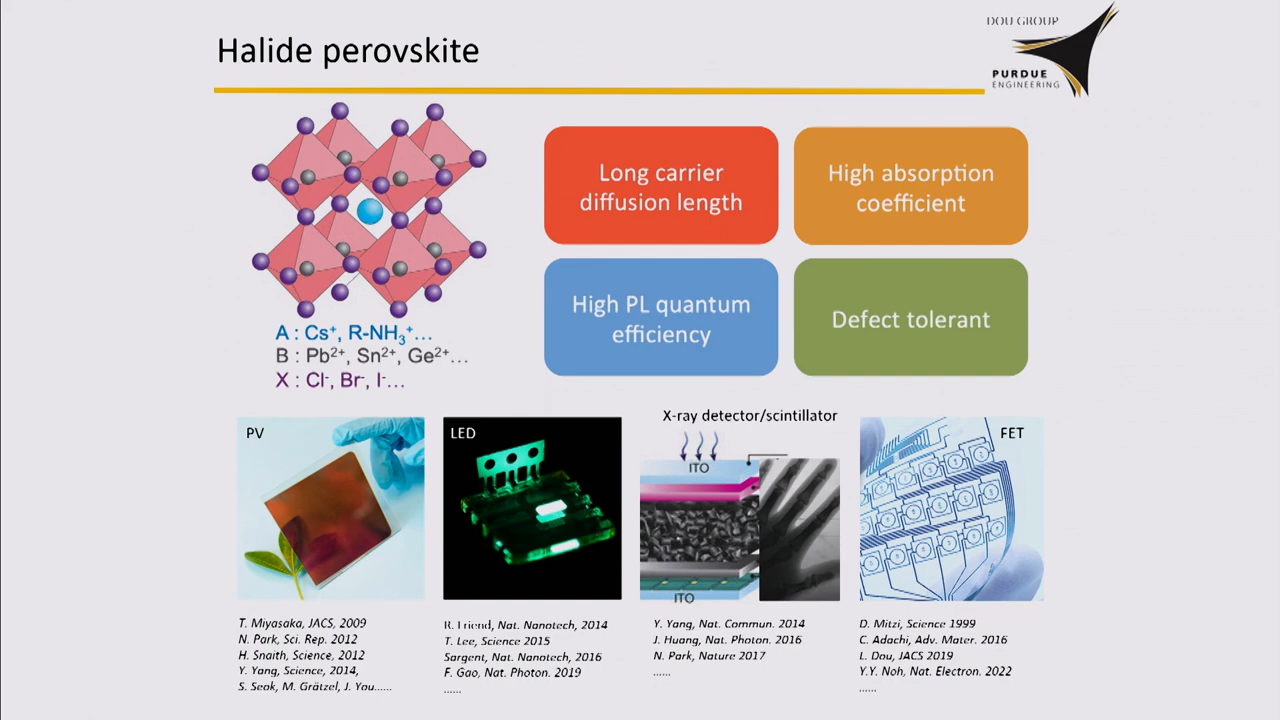 Halide perovskite
DOU GROUP
PURDUE
ENGINEERING
A : Cs⁺, R-NH₃⁺...
B : Pb²⁺, Sn²⁺, Ge²⁺...
X : Cl⁻, Br⁻, I⁻...
Long carrier
diffusion length
High absorption
coefficient
High PL quantum
efficiency
Defect tolerant
PV
LED
X-ray detector/scintillator
ITO
ITO
FET
T. Miyasaka, JACS, 2009
N. Park, Sci. Rep. 2012
H. Snaith, Science, 2012
Y. Yang, Science, 2014,
S. Seok, M. Grätzel, J. You......
R. Friend, Nat. Nanotech, 2014
T. Lee, Science 2015
Sargent, Nat. Nanotech, 2016
F. Gao, Nat. Photon. 2019
......
Y. Yang, Nat. Commun. 2014
J. Huang, Nat. Photon. 2016
N. Park, Nature 2017
......
D. Mitzi, Science 1999
C. Adachi, Adv. Mater. 2016
L. Dou, JACS 2019
Y.Y. Noh, Nat. Electron. 2022
......